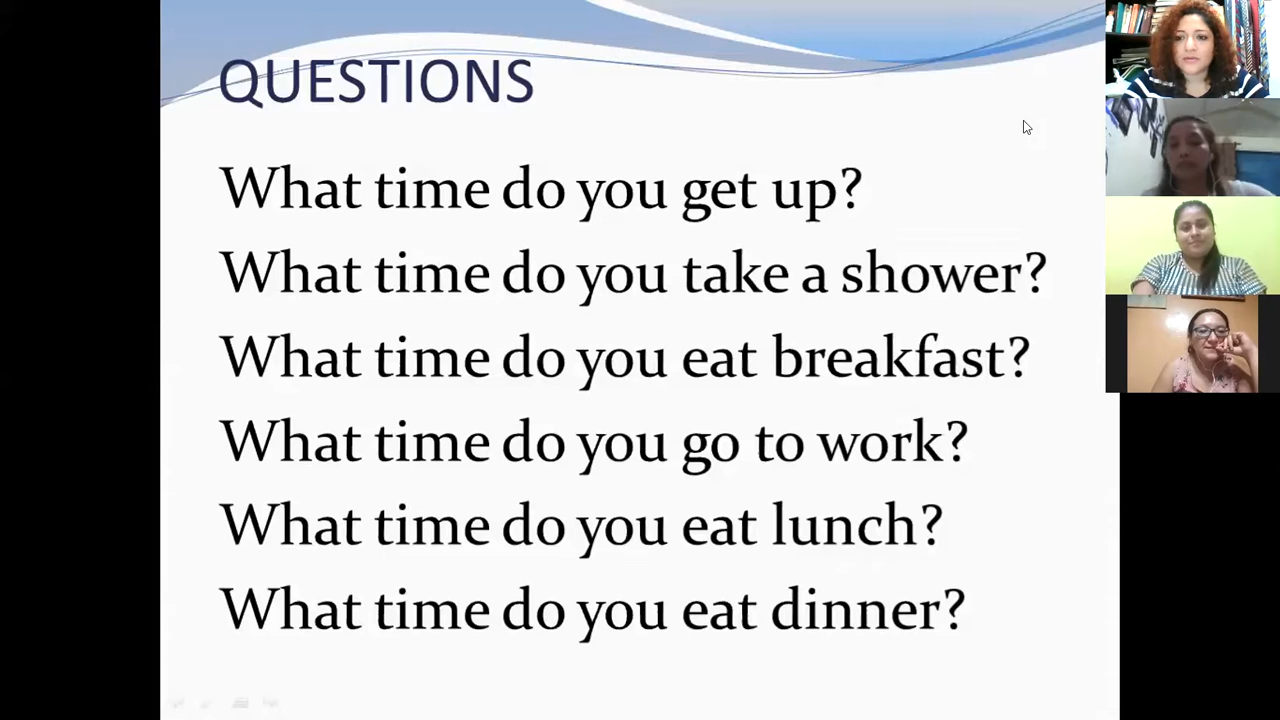 QUESTIONS
What time do you get up?
What time do you take a shower?
What time do you eat breakfast?
What time do you go to work?
What time do you eat lunch?
What time do you eat dinner?